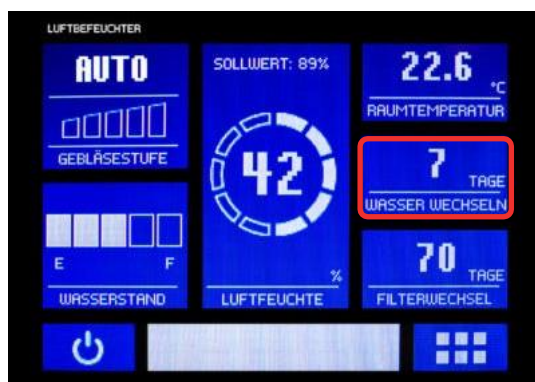 LUFTBEFEUCHTER
AUTO
GEBLÄSESTUFE
E F
WASSERSTAND
SOLLWERT: 89%
42
%
LUFTFEUCHTE
22.6 °C
RAUMTEMPERATUR
7 TAGE
WASSER WECHSELN
70 TAGE
FILTERWECHSEL